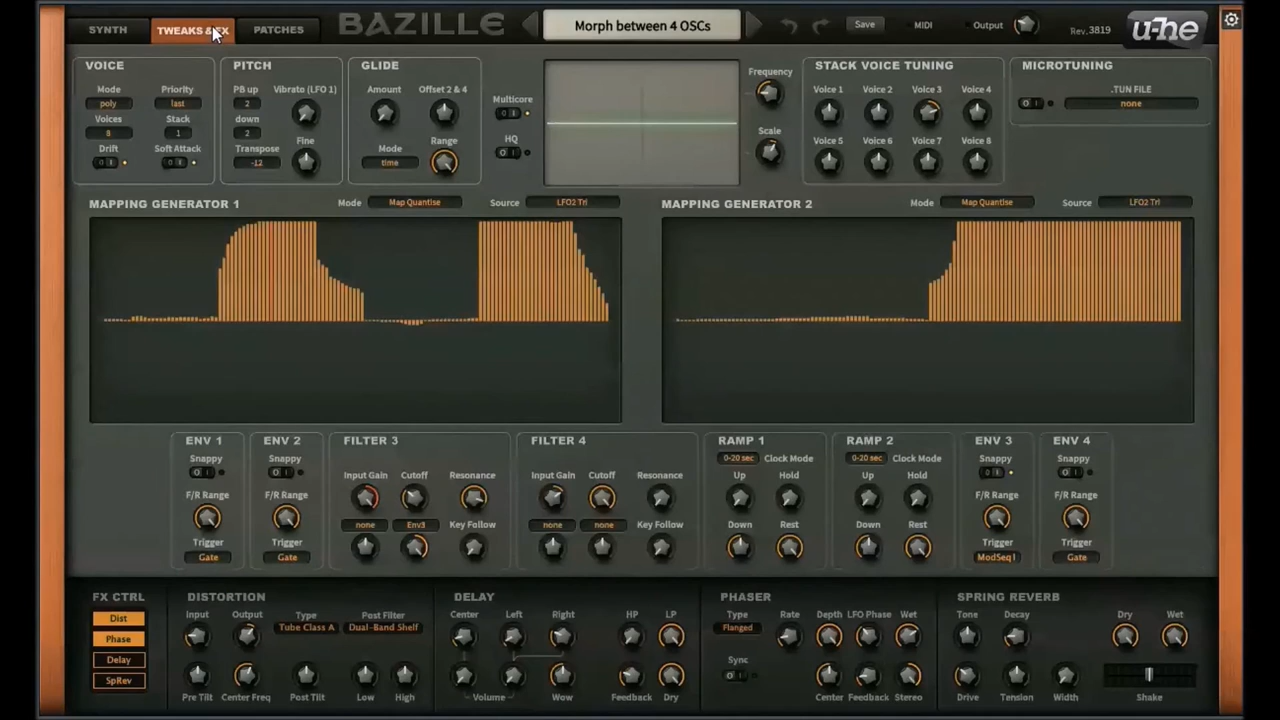 SYNTH
TWEAKS & FX
PATCHES
BAZILLE
Morph between 4 OSCs
Save
MIDI
Output
Rev.3819
u-he
VOICE
Mode
Priority
poly
last
Voices
Stack
8
1
Drift
Soft Attack
0 I
0 I
PITCH
PB up
Vibrato (LFO 1)
2
down
2
Fine
Transpose
-12
GLIDE
Amount
Offset 2 & 4
Mode
Range
time
Multicore
0 I
HQ
0 I
Frequency
Scale
STACK VOICE TUNING
Voice 1
Voice 2
Voice 3
Voice 4
Voice 5
Voice 6
Voice 7
Voice 8
MICROTUNING
.TUN FILE
0 I
none
MAPPING GENERATOR 1
Mode
Map Quantise
Source
LFO2 Tri
MAPPING GENERATOR 2
Mode
Map Quantise
Source
LFO2 Tri
ENV 1
Snappy
0 I
F/R Range
Trigger
Gate
ENV 2
Snappy
0 I
F/R Range
Trigger
Gate
FILTER 3
Input Gain
Cutoff
Resonance
none
Env3
Key Follow
FILTER 4
Input Gain
Cutoff
Resonance
none
none
Key Follow
RAMP 1
0-20 sec
Clock Mode
Up
Hold
Down
Rest
RAMP 2
0-20 sec
Clock Mode
Up
Hold
Down
Rest
ENV 3
Snappy
0 I
F/R Range
Trigger
ModSeq1
ENV 4
Snappy
0 I
F/R Range
Trigger
Gate
FX CTRL
Dist
Phase
Delay
SpRev
DISTORTION
Input
Output
Type
Post Filter
Tube Class A
Dual-Band Shelf
Pre Tilt
Center Freq
Post Tilt
Low
High
DELAY
Center
Left
Right
HP
LP
Volume
Wow
Feedback
Dry
PHASER
Type
Rate
Depth
LFO Phase
Wet
Flanged
Sync
0 I
Center
Feedback
Stereo
SPRING REVERB
Tone
Decay
Dry
Wet
Drive
Tension
Width
Shake